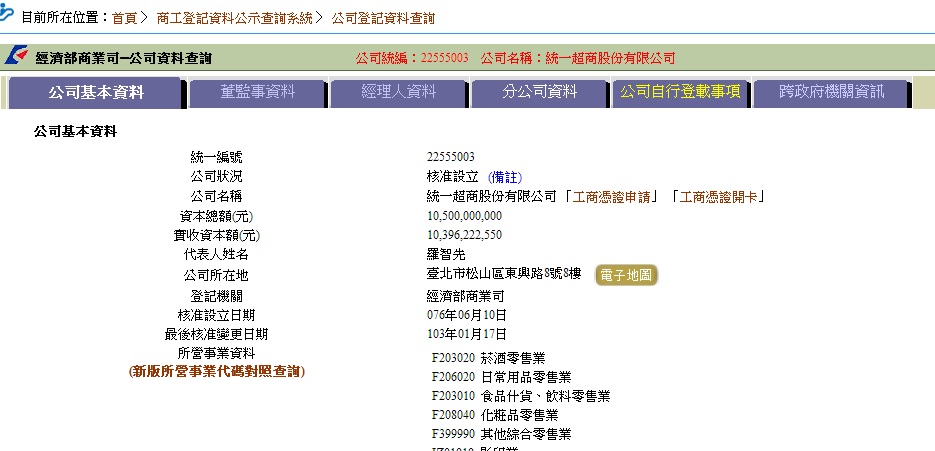 目前所在位置：首頁〉商工登記資料公示查詢系統〉公司登記資料查詢
經濟部商業司─公司資料查詢 公司統編：22555003 公司名稱：統一超商股份有限公司
公司基本資料 董監事資料 經理人資料 分公司資料 公司自行登載事項 跨政府機關資訊
公司基本資料
統一編號 22555003
公司狀況 核准設立 (備註)
公司名稱 統一超商股份有限公司「工商憑證申請」「工商憑證開卡」
資本總額(元) 10,500,000,000
實收資本額(元) 10,396,222,550
代表人姓名 羅智先
公司所在地 臺北市松山區東興路8號8樓 電子地圖
登記機關 經濟部商業司
核准設立日期 076年06月10日
最後核准變更日期 103年01月17日
所營事業資料
(新版所營事業代碼對照查詢)
F203020 菸酒零售業
F206020 日常用品零售業
F203010 食品什貨、飲料零售業
F208040 化粧品零售業
F399990 其他綜合零售業